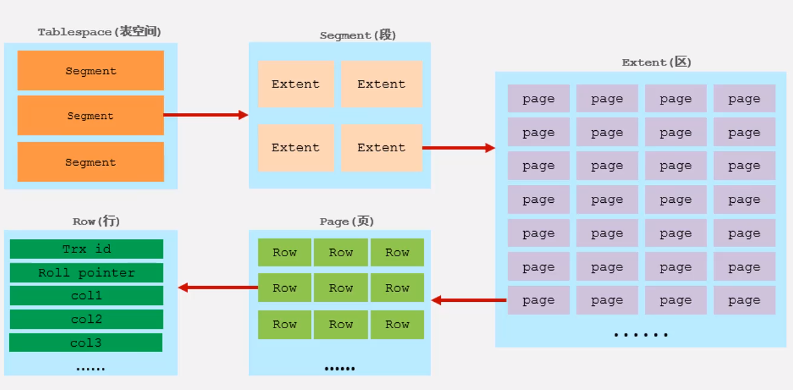 Tablespace(表空间)
Segment
Segment
Segment
Segment(段)
Extent Extent
Extent Extent
Extent(区)
page page page page
page page page page
page page page page
page page page page
page page page page
page page page page
page page page page
......
Row(行)
Trx id
Roll pointer
col1
col2
col3
......
Page(页)
Row Row Row
Row Row Row
Row Row Row
......